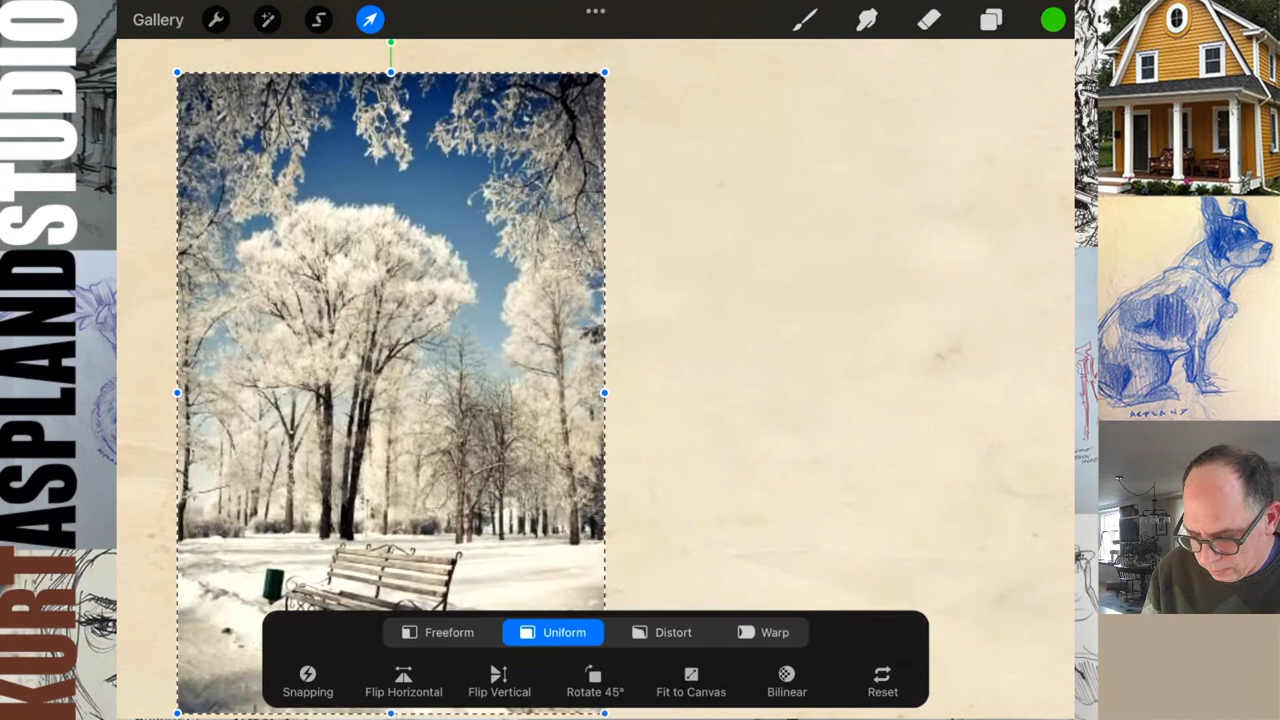 Gallery
KURT ASPLAND STUDIO
Freeform
Uniform
Distort
Warp
Snapping
Flip Horizontal
Flip Vertical
Rotate 45°
Fit to Canvas
Bilinear
Reset